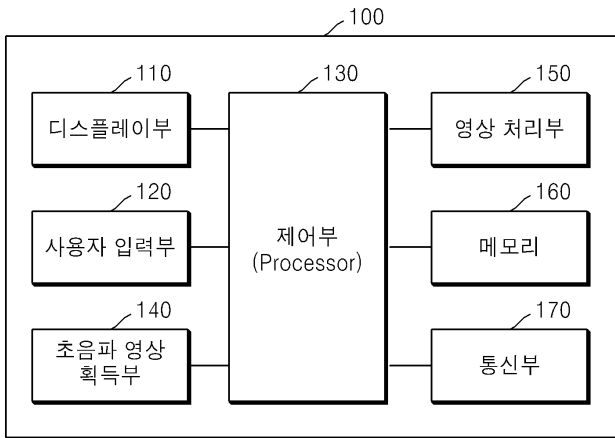 100
110
디스플레이부
130
제어부
(Processor)
150
영상 처리부
120
사용자 입력부
160
메모리
140
초음파 영상
획득부
170
통신부